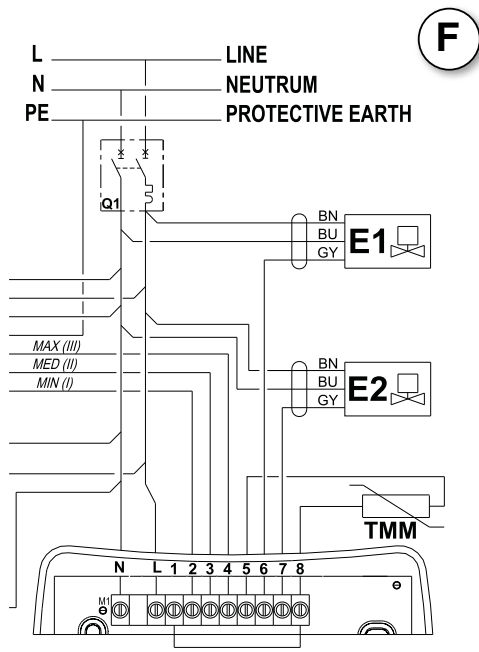 F
L LINE
N NEUTRUM
PE PROTECTIVE EARTH
Q1
BN
BU
GY
E1
MAX (III)
MED (II)
MIN (I)
BN
BU
GY
E2
TMM
N L 1 2 3 4 5 6 7 8
M1